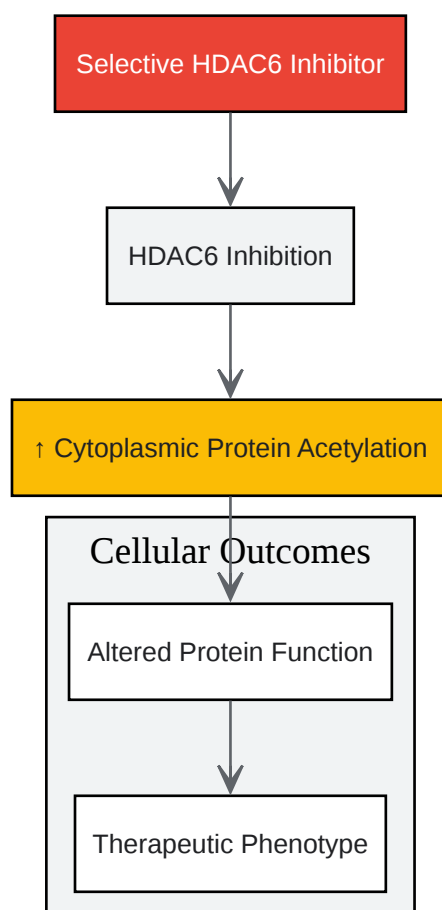 Selective HDAC6 Inhibitor
HDAC6 Inhibition
↑ Cytoplasmic Protein Acetylation
Cellular Outcomes
Altered Protein Function
Therapeutic Phenotype